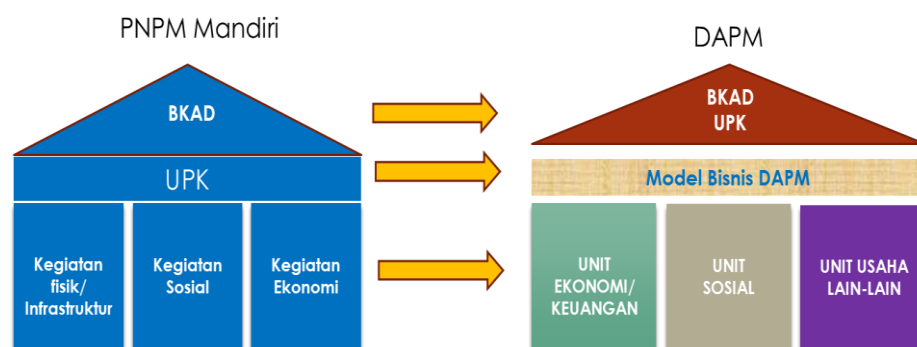 PNPM Mandiri
BKAD
UPK
Kegiatan
fisik/
Infrastruktur
Kegiatan
Sosial
Kegiatan
Ekonomi
DAPM
BKAD
UPK
Model Bisnis DAPM
UNIT
EKONOMI/
KEUANGAN
UNIT
SOSIAL
UNIT USAHA
LAIN-LAIN